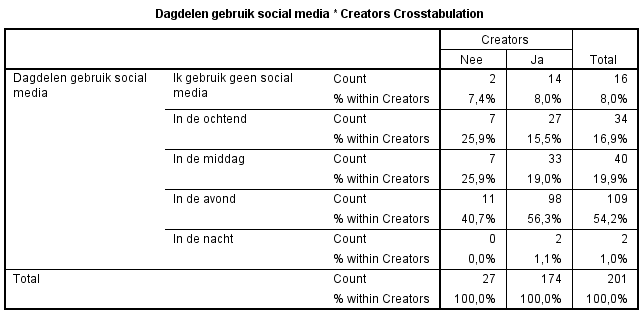 Dagdelen gebruik social media * Creators Crosstabulation
Creators
Nee Ja Total
Dagdelen gebruik social media Ik gebruik geen social media Count 2 14 16
% within Creators 7,4% 8,0% 8,0%
In de ochtend Count 7 27 34
% within Creators 25,9% 15,5% 16,9%
In de middag Count 7 33 40
% within Creators 25,9% 19,0% 19,9%
In de avond Count 11 98 109
% within Creators 40,7% 56,3% 54,2%
In de nacht Count 0 2 2
% within Creators 0,0% 1,1% 1,0%
Total Count 27 174 201
% within Creators 100,0% 100,0% 100,0%